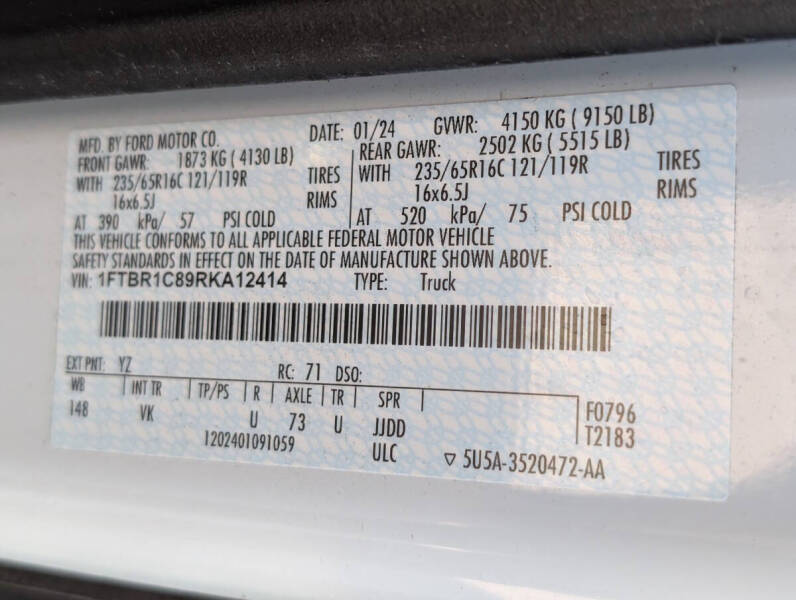 MFD. BY FORD MOTOR CO. DATE: 01/24 GVWR: 4150 KG ( 9150 LB)
FRONT GAWR: 1873 KG ( 4130 LB) REAR GAWR: 2502 KG ( 5515 LB)
WITH 235/65R16C 121/119R TIRES WITH 235/65R16C 121/119R TIRES
16x6.5J RIMS 16x6.5J RIMS
AT 390 kPa/ 57 PSI COLD AT 520 kPa/ 75 PSI COLD
THIS VEHICLE CONFORMS TO ALL APPLICABLE FEDERAL MOTOR VEHICLE
SAFETY STANDARDS IN EFFECT ON THE DATE OF MANUFACTURE SHOWN ABOVE.
VIN: 1FTBR1C89RKA12414 TYPE: Truck
EXT PNT: YZ RC: 71 DSO:
WB INT TR TP/PS R AXLE TR SPR F0796
148 VK U 73 U JJDD T2183
1202401091059 ULC ▽ 5U5A-3520472-AA